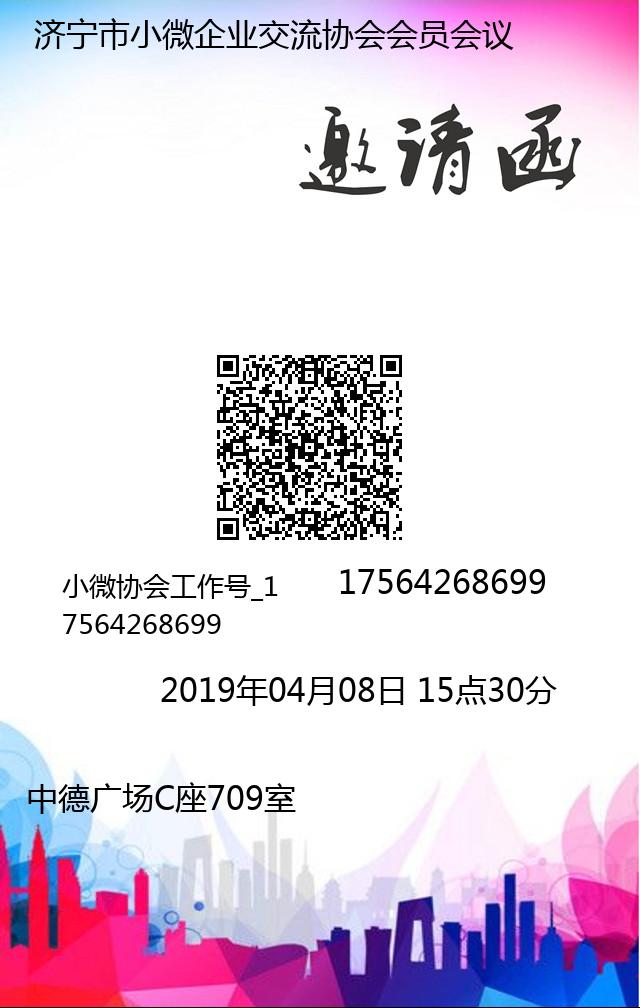 济宁市小微企业交流协会会员会议
邀请函
小微协会工作号_1
7564268699
17564268699
2019年04月08日 15点30分
中德广场C座709室